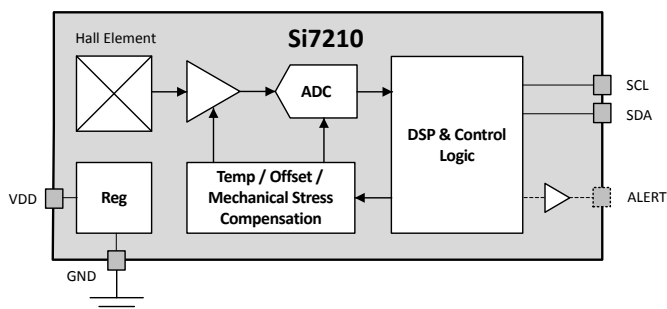 Si7210
Hall Element
ADC
SCL
SDA
DSP & Control
Logic
Temp / Offset /
Mechanical Stress
Compensation
VDD
Reg
ALERT
GND